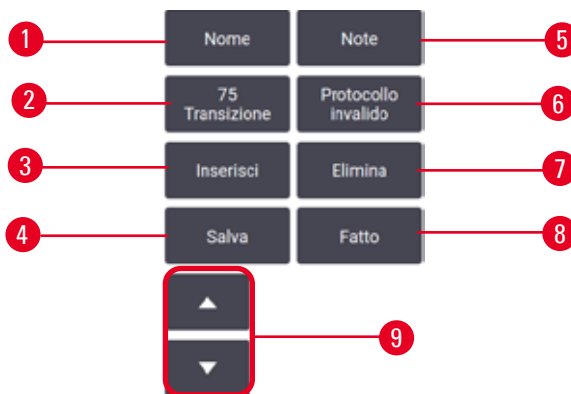 1 Nome Note 5
2 75 Transizione Protocollo invalido 6
3 Inserisci Elimina 7
4 Salva Fatto 8
9